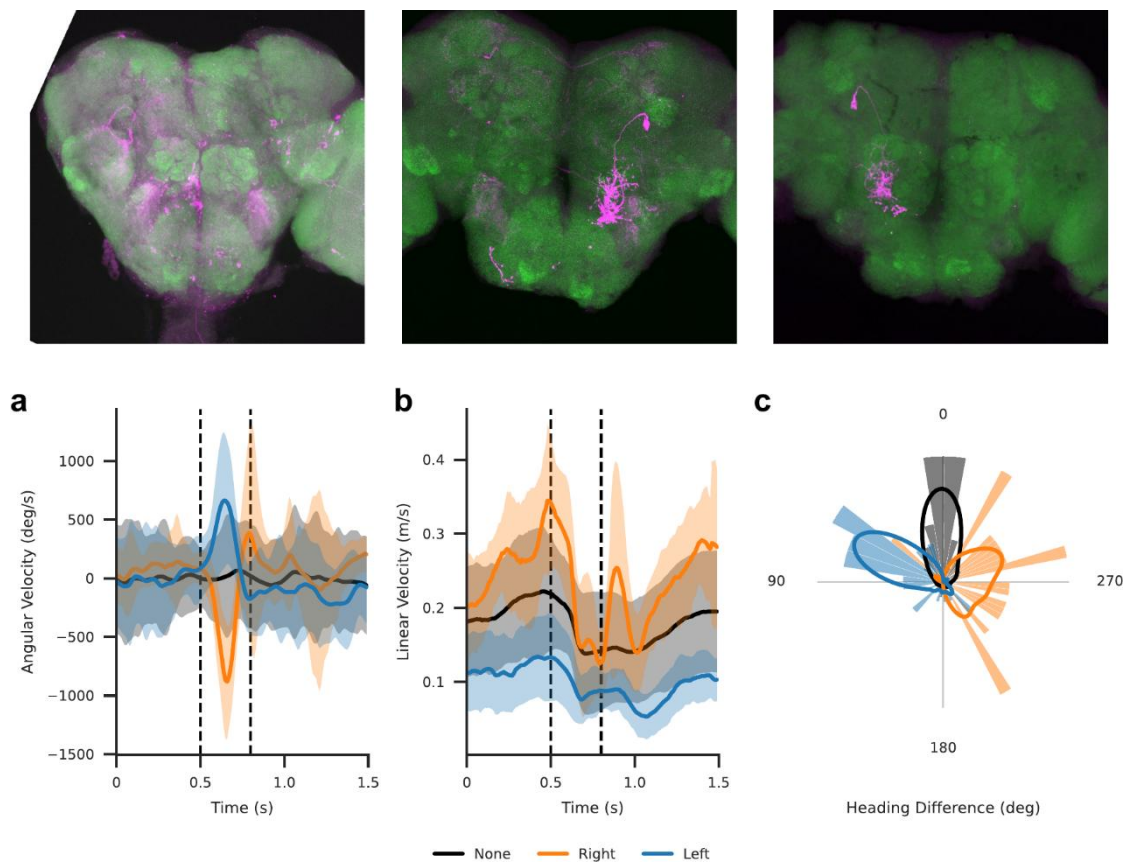 a
b
c
1000
500
0
−500
−1000
−1500
Angular Velocity (deg/s)
0 0.5 1.0 1.5
Time (s)
0.4
0.3
0.2
0.1
Linear Velocity (m/s)
0 0.5 1.0 1.5
Time (s)
0
90
270
180
Heading Difference (deg)
None Right Left